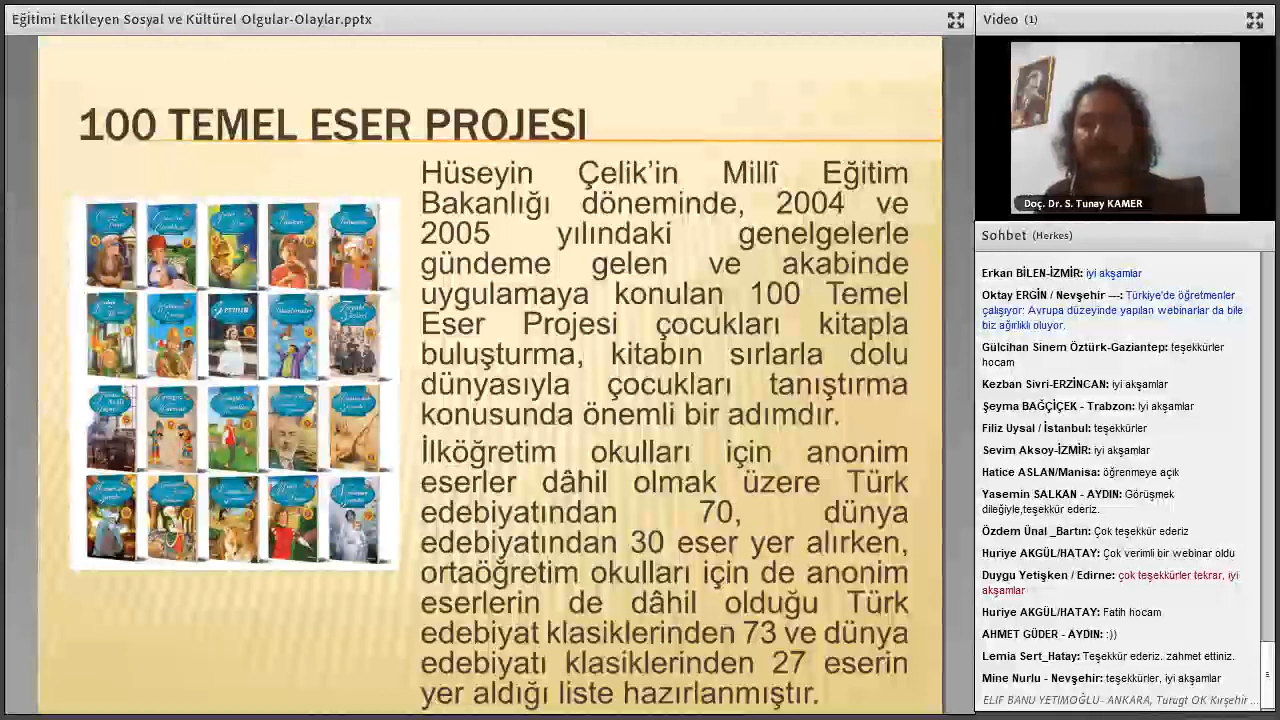 Eğitimi Etkileyen Sosyal ve Kültürel Olgular-Olaylar.pptx
100 TEMEL ESER PROJESI
Hüseyin Çelik’in Millî Eğitim
Bakanlığı döneminde, 2004 ve
2005 yılındaki genelgelerle
gündeme gelen ve akabinde
uygulamaya konulan 100 Temel
Eser Projesi çocukları kitapla
buluşturma, kitabın sırlarla dolu
dünyasıyla çocukları tanıştırma
konusunda önemli bir adımdır.
İlköğretim okulları için anonim
eserler dâhil olmak üzere Türk
edebiyatından 70, dünya
edebiyatından 30 eser yer alırken,
ortaöğretim okulları için de anonim
eserlerin de dâhil olduğu Türk
edebiyat klasiklerinden 73 ve dünya
edebiyatı klasiklerinden 27 eserin
yer aldığı liste hazırlanmıştır.
Video (1)
Doç. Dr. S. Tunay KAMER
Sohbet (Herkes)
Erkan BİLEN-İZMİR: iyi akşamlar
Oktay ERGİN / Nevşehir ---: Türkiye'de öğretmenler
çalışıyor: Avrupa düzeyinde yapılan webinarlar da bile
biz ağırlıklı oluyor.
Gülcihan Sinem Öztürk-Gaziantep: teşekkürler
hocam
Kezban Sivri-ERZİNCAN: iyi akşamlar
Şeyma BAĞÇİÇEK - Trabzon: İyi akşamlar
Filiz Uysal / İstanbul: teşekkürler
Sevim Aksoy-İZMİR: iyi akşamlar
Hatice ASLAN/Manisa: öğrenmeye açık
Yasemin SALKAN - AYDIN: Görüşmek
dileğiyle,teşekkür ederiz.
Özdem Ünal _Bartın: Çok teşekkür ederiz
Huriye AKGÜL/HATAY: Çok verimli bir webinar oldu
Duygu Yetişken / Edirne: çok teşekkürler tekrar, iyi
akşamlar
Huriye AKGÜL/HATAY: Fatih hocam
AHMET GÜDER - AYDIN: :))
Lemia Sert_Hatay: Teşekkür ederiz. zahmet ettiniz.
Mine Nurlu - Nevşehir: teşekkürler, iyi akşamlar
ELIF BANU YETIMOĞLU- ANKARA, Turugt OK Kırşehir ...